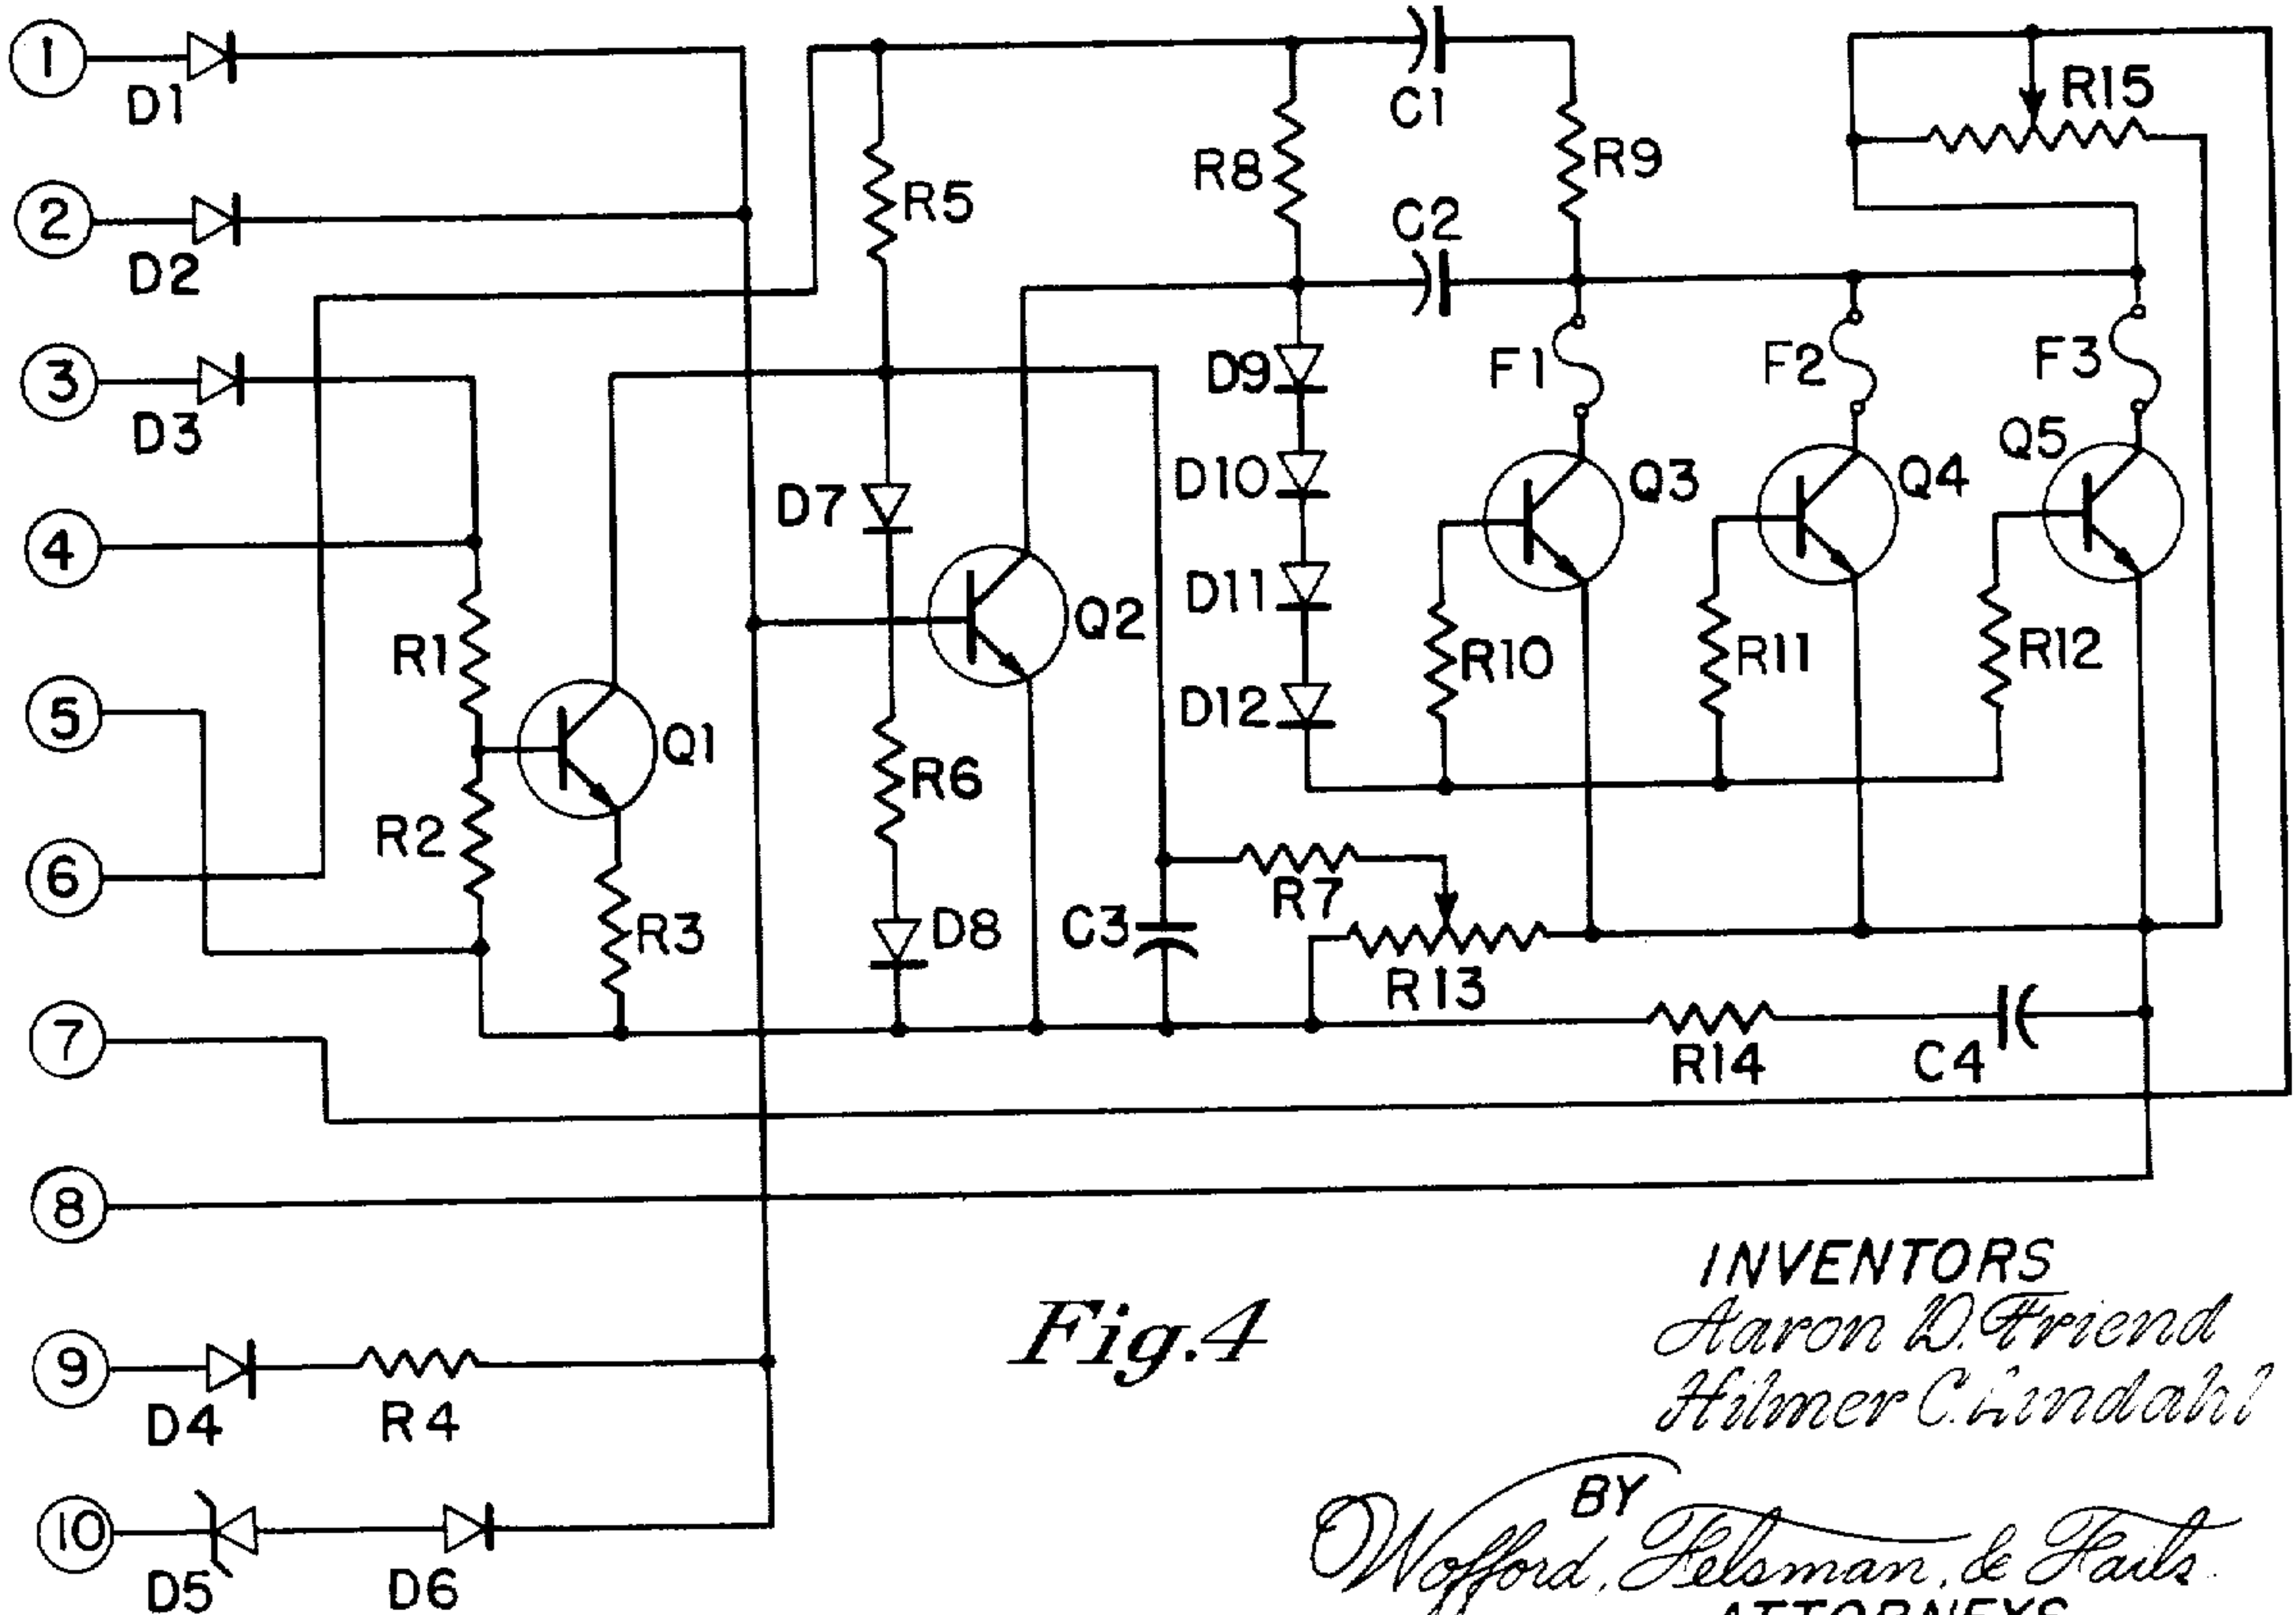 1
D1
2
D2
3
D3
4
5
6
7
8
9
D4
R4
10
D5
D6
R1
R2
Q1
R3
R5
D7
R6
D8
Q2
R8
C1
R9
C2
D9
D10
D11
D12
F1
F2
F3
Q3
Q4
Q5
R10
R11
R12
R15
C3
R7
R13
R14
C4
Fig.4
INVENTORS
Aaron D. Friend
Hilmer C. Lindahl
BY
Wofford, Felsman, & Fails
ATTORNEYS